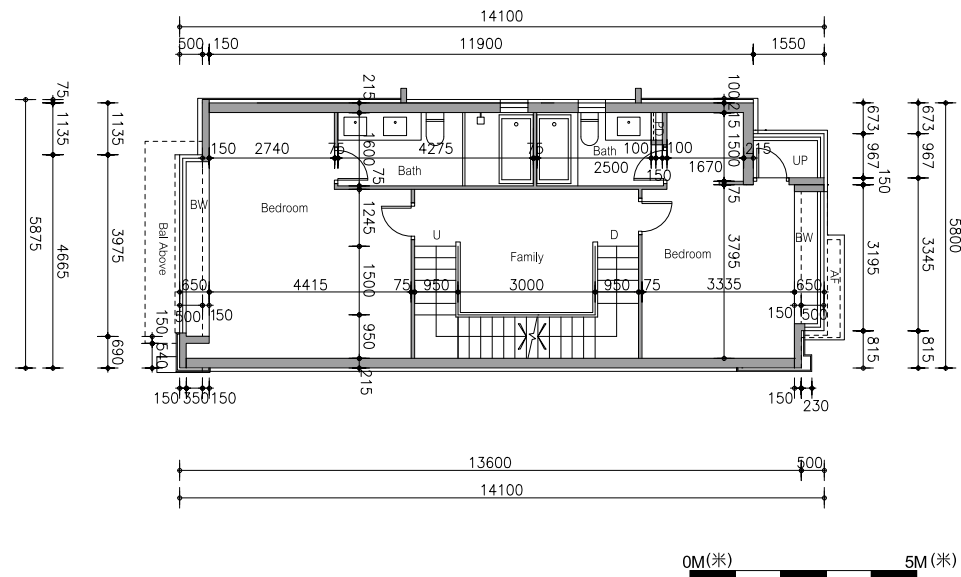 14100
500 150 11900 1550
75 215 100
1135 1135 1600 215 1500 673 673
PD
150 2740 75 4275 75 100 100 215
Bath Bath 2500 150 1670 UP 967 967
75 75 150
BW Bedroom 1245
U D
5875 4665 3975 Bal Above Family Bedroom 3795 BW 3195 3345 5800
AF
650 4415 75 950 3000 950 75 3335 650
1500
500 150 150 500
150 950
690 540 815 815
215
150 350 150 150 230
13600 500
14100
0M(米) 5M(米)